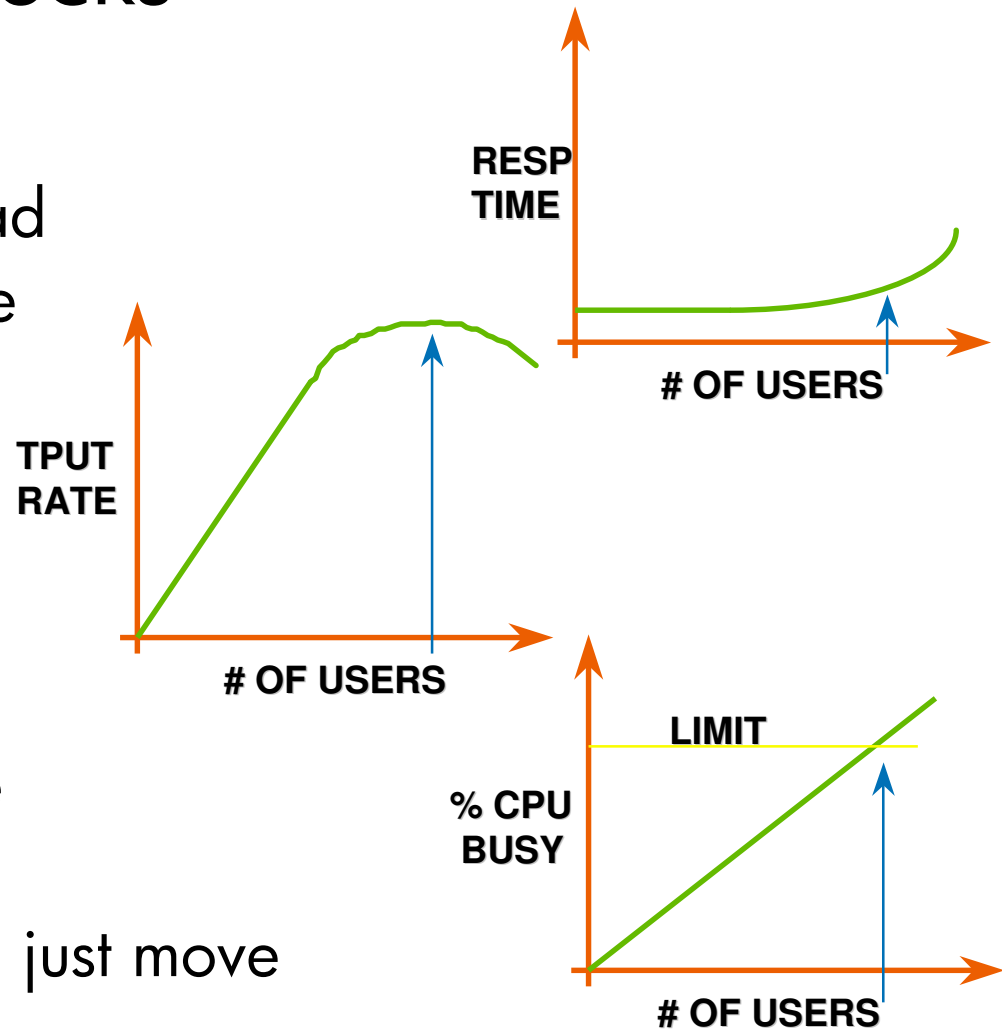 RESP
TIME
# OF USERS
TPUT
RATE
# OF USERS
LIMIT
% CPU
BUSY
just move
# OF USERS